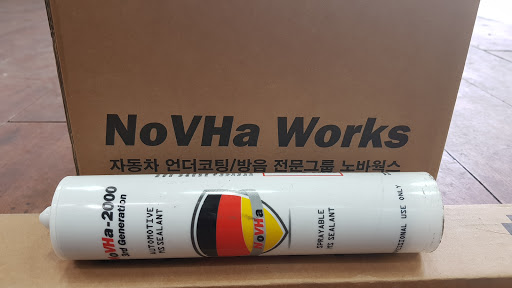 NoVHa Works
자동차 언더코팅/방음 전문그룹 노바웍스
NoVHa-2000
3rd Generation
AUTOMOTIVE
MS SEALANT
NoVHa
SPRAYABLE
MS SEALANT
USE ONLY